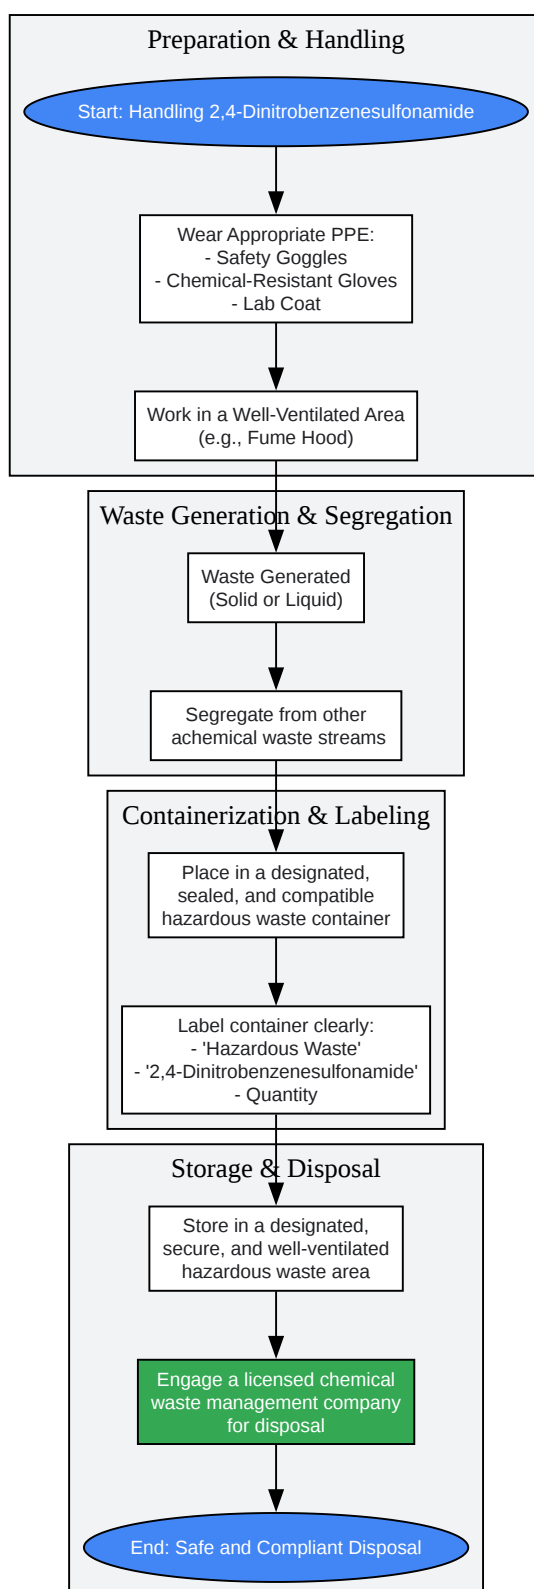 Preparation & Handling
Start: Handling 2,4-Dinitrobenzenesulfonamide
Wear Appropriate PPE:
- Safety Goggles
- Chemical-Resistant Gloves
- Lab Coat
Work in a Well-Ventilated Area
(e.g., Fume Hood)
Waste Generation & Segregation
Waste Generated
(Solid or Liquid)
Segregate from other
achemical waste streams
Containerization & Labeling
Place in a designated,
sealed, and compatible
hazardous waste container
Label container clearly:
- 'Hazardous Waste'
- '2,4-Dinitrobenzenesulfonamide'
- Quantity
Storage & Disposal
Store in a designated,
secure, and well-ventilated
hazardous waste area
Engage a licensed chemical
waste management company
for disposal
End: Safe and Compliant Disposal